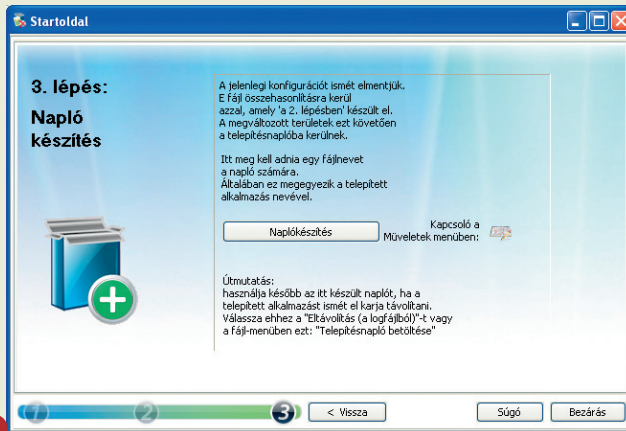 Startoldal
3. lépés:
Napló
készítés
A jelenlegi konfigurációt ismét elmentjük.
E fájl összehasonlításra kerül
azzal, amely 'a 2. lépésben' készült el.
A megváltozott területek ezt követően
a telepítésnaplóba kerülnek.
Itt meg kell adnia egy fájlnevet
a napló számára.
Általában ez megegyezik a telepített
alkalmazás nevével.
Naplókészítés
Kapcsoló a
Müveletek menüben:
Útmutatás:
használja később az itt készült naplót, ha a
telepített alkalmazást ismét el karja távolítani.
Válassza ehhez a "Eltávolítás (a logfájlból)"-t vagy
a fájl-menüben ezt: "Telepítésnapló betöltése"
1 2 3
< Vissza
Súgó
Bezárás